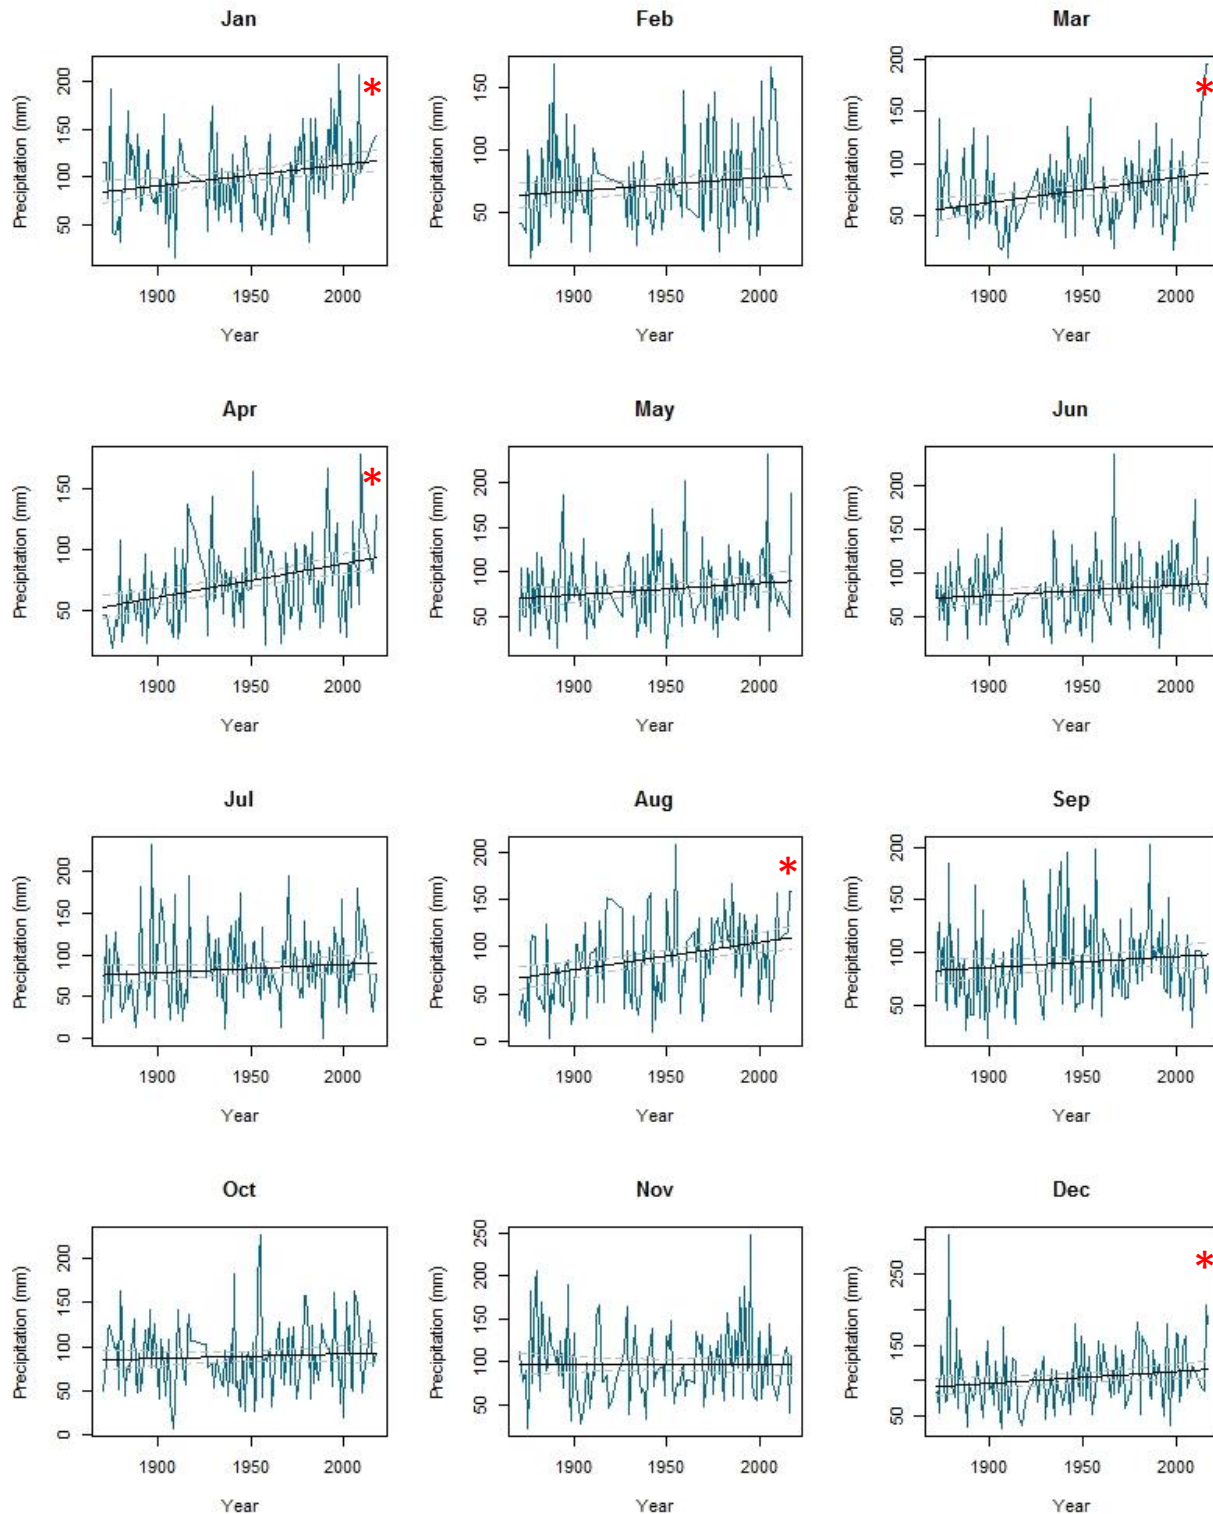 Jan Feb Mar
Precipitation (mm) 50 100 150 200
Precipitation (mm) 50 100 150
Precipitation (mm) 50 100 150 200
*
*
1900 1950 2000 1900 1950 2000 1900 1950 2000
Year Year Year
Apr May Jun
Precipitation (mm) 50 100 150
Precipitation (mm) 50 100 150 200
Precipitation (mm) 50 100 150 200
*
1900 1950 2000 1900 1950 2000 1900 1950 2000
Year Year Year
Jul Aug Sep
Precipitation (mm) 0 50 100 150 200
Precipitation (mm) 0 50 100 150 200
Precipitation (mm) 50 100 150 200
*
1900 1950 2000 1900 1950 2000 1900 1950 2000
Year Year Year
Oct Nov Dec
Precipitation (mm) 0 50 100 150 200
Precipitation (mm) 50 100 150 200 250
Precipitation (mm) 50 150 250
*
1900 1950 2000 1900 1950 2000 1900 1950 2000
Year Year Year